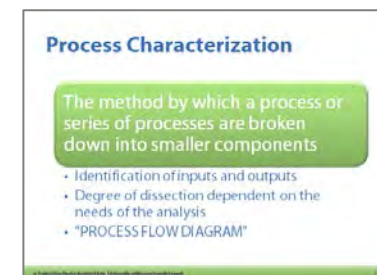 Process Characterization
The method by which a process or
series of processes are broken
down into smaller components
• Identification of inputs and outputs
• Degree of dissection dependent on the
needs of the analysis
• "PROCESS FLOW DIAGRAM"